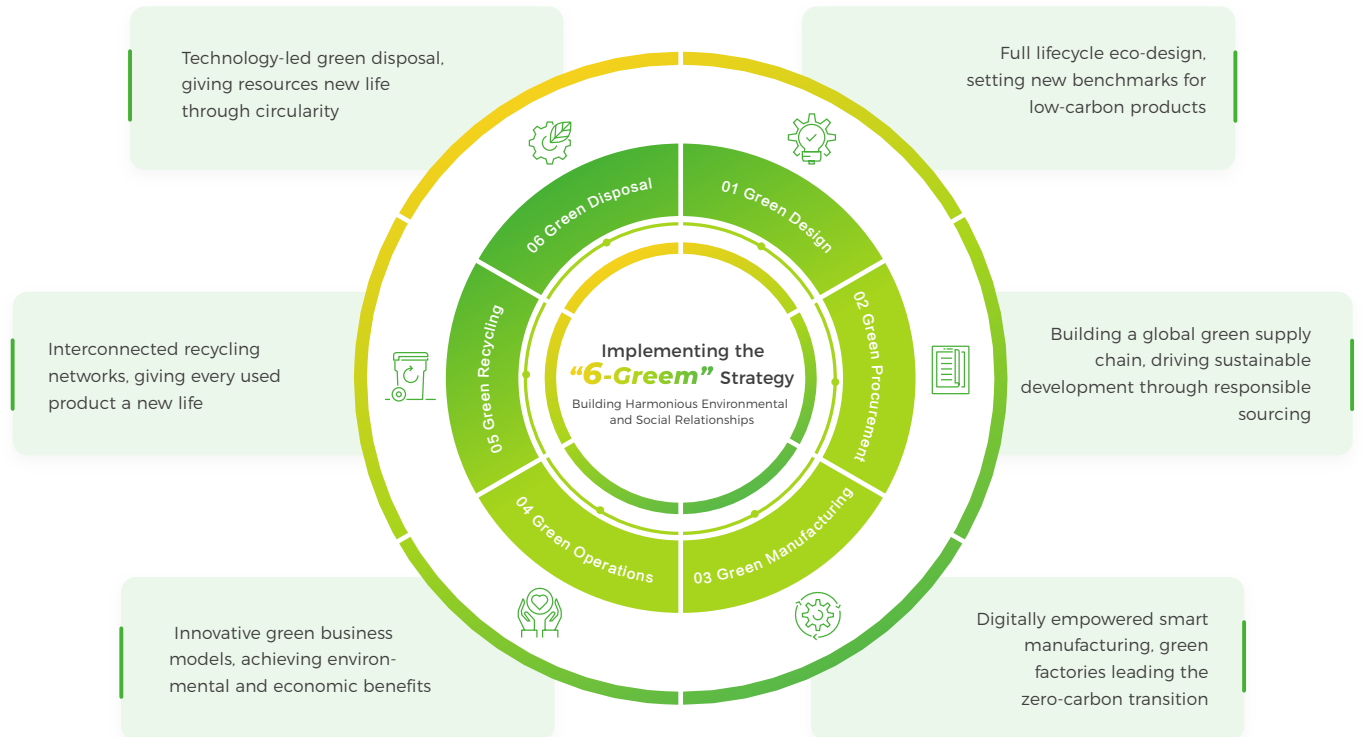 Technology-led green disposal,
giving resources new life
through circularity
Full lifecycle eco-design,
setting new benchmarks for
low-carbon products
06 Green Disposal
01 Green Design
Interconnected recycling
networks, giving every used
product a new life
05 Green Recycling
Implementing the
“6-Greem” Strategy
Building Harmonious Environmental
and Social Relationships
02 Green Procurement
Building a global green supply
chain, driving sustainable
development through responsible
sourcing
04 Green Operations
03 Green Manufacturing
Innovative green business
models, achieving environ-
mental and economic benefits
Digitally empowered smart
manufacturing, green
factories leading the
zero-carbon transition